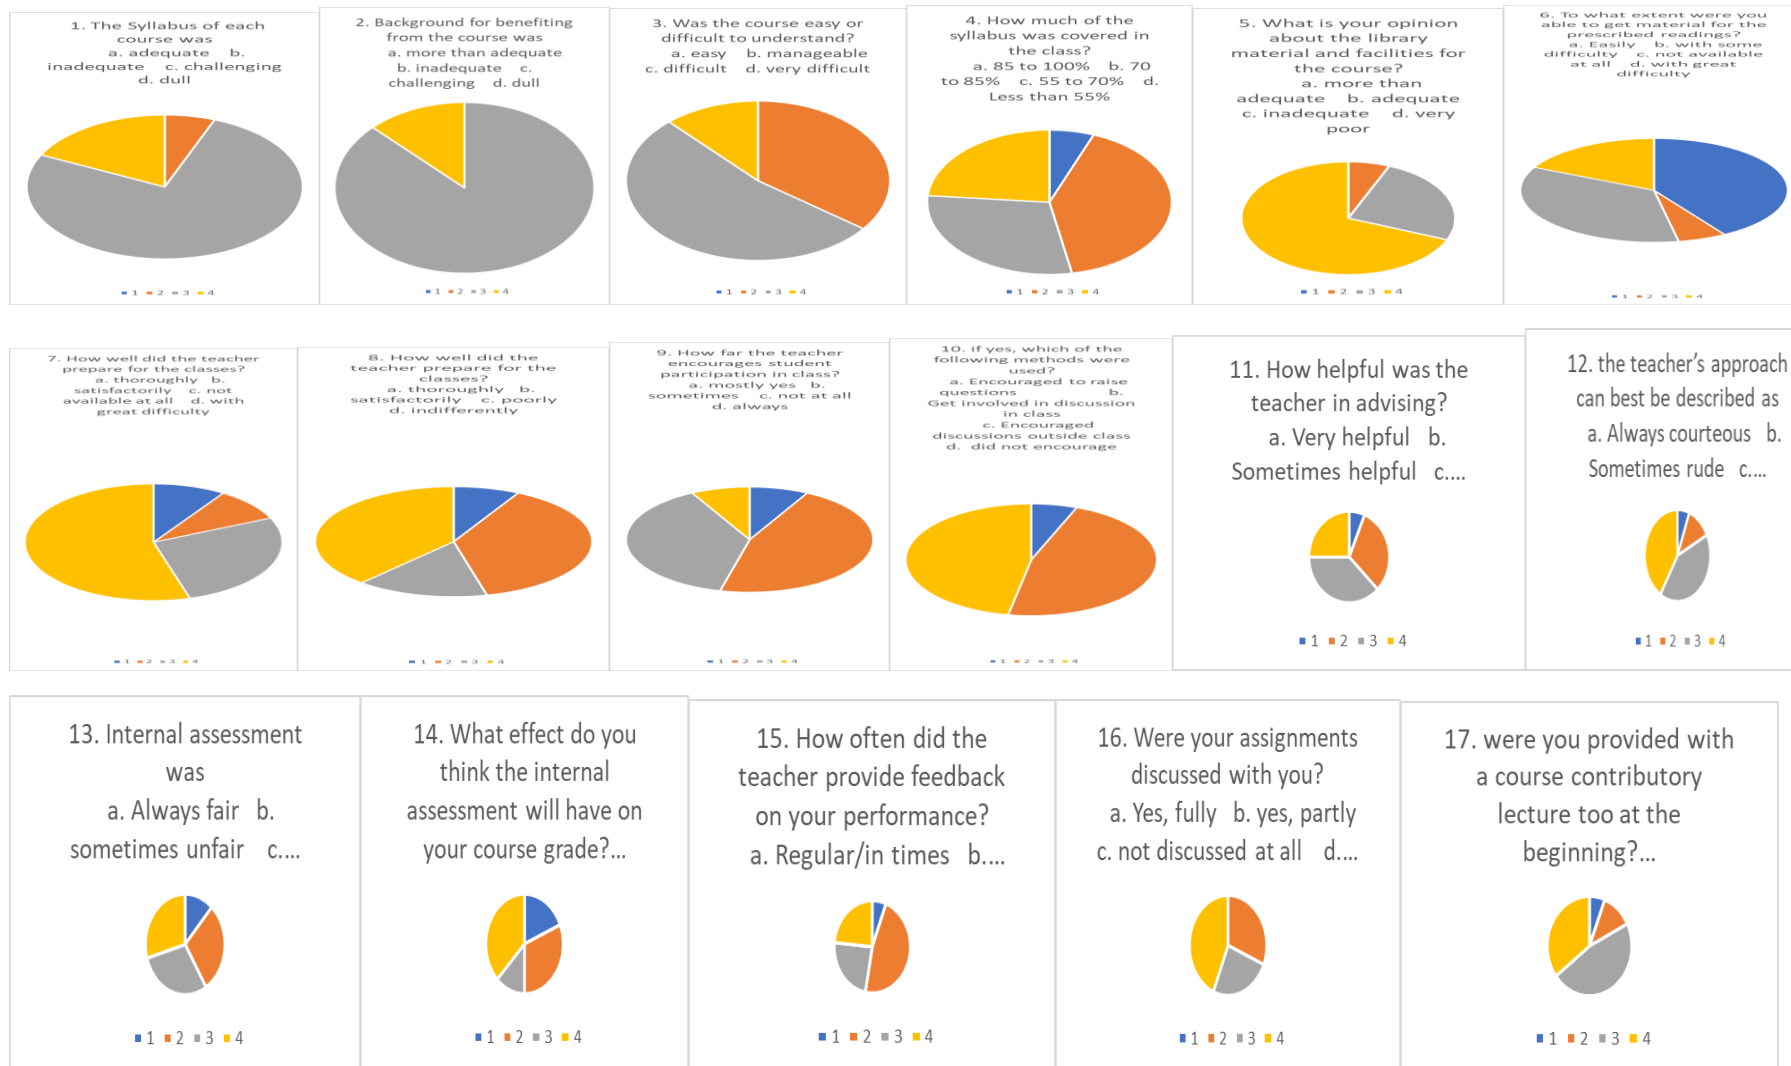 1. The Syllabus of each
course was
a. adequate b.
inadequate c. challenging
d. dull
1 2 3 4
2. Background for benefiting
from the course was
a. more than adequate
b. inadequate c.
challenging d. dull
1 2 3 4
3. Was the course easy or
difficult to understand?
a. easy b. manageable
c. difficult d. very difficult
1 2 3 4
4. How much of the
syllabus was covered in
the class?
a. 85 to 100% b. 70
to 85% c. 55 to 70% d.
Less than 55%
1 2 3 4
5. What is your opinion
about the library
material and facilities for
the course?
a. more than
adequate b. adequate
c. inadequate d. very
poor
1 2 3 4
6. To what extent were you
able to get material for the
prescribed readings?
a. Easily b. with some
difficulty c. not available
at all d. with great
difficulty
1 2 3 4
7. How well did the teacher
prepare for the classes?
a. thoroughly b.
satisfactorily c. not
available at all d. with
great difficulty
1 2 3 4
8. How well did the
teacher prepare for the
classes?
a. thoroughly b.
satisfactorily c. poorly
d. indifferently
1 2 3 4
9. How far the teacher
encourages student
participation in class?
a. mostly yes b.
sometimes c. not at all
d. always
1 2 3 4
10. if yes, which of the
following methods were
used?
a. Encouraged to raise
questions b.
Get involved in discussion
in class
c. Encouraged
discussions outside class
d. did not encourage
1 2 3 4
11. How helpful was the
teacher in advising?
a. Very helpful b.
Sometimes helpful c....
1 2 3 4
12. the teacher’s approach
can best be described as
a. Always courteous b.
Sometimes rude c....
1 2 3 4
13. Internal assessment
was
a. Always fair b.
sometimes unfair c....
1 2 3 4
14. What effect do you
think the internal
assessment will have on
your course grade?...
1 2 3 4
15. How often did the
teacher provide feedback
on your performance?
a. Regular/in times b....
1 2 3 4
16. Were your assignments
discussed with you?
a. Yes, fully b. yes, partly
c. not discussed at all d....
1 2 3 4
17. were you provided with
a course contributory
lecture too at the
beginning?...
1 2 3 4